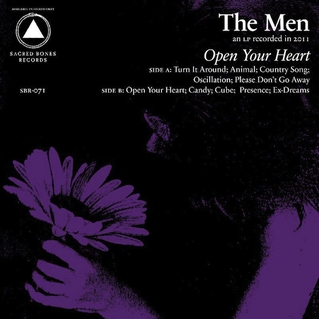 The Men
an LP recorded in 2011
Open Your Heart
SIDE A: Turn It Around; Animal; Country Song;
Oscillation; Please Don't Go Away
SIDE B: Open Your Heart; Candy; Cube; Presence; Ex-Dreams
SACRED BONES
RECORDS
SBR-071